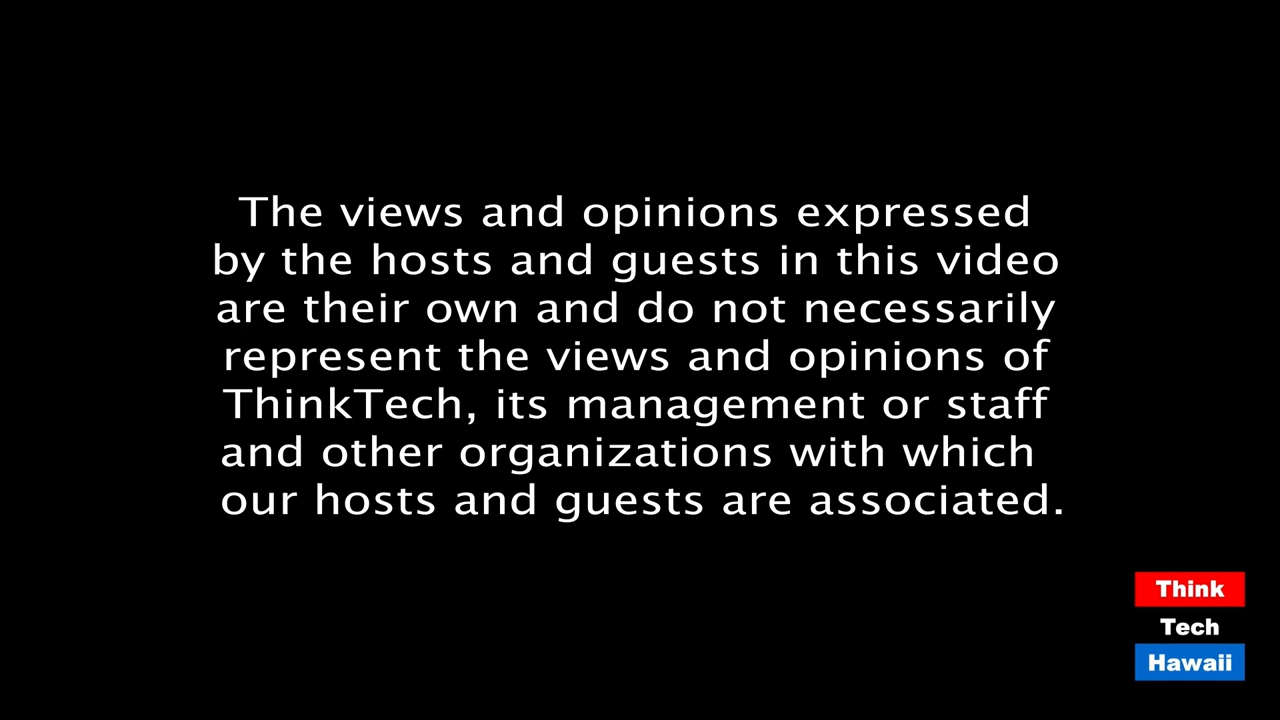 The views and opinions expressed
by the hosts and guests in this video
are their own and do not necessarily
represent the views and opinions of
ThinkTech, its management or staff
and other organizations with which
our hosts and guests are associated.
Think
Tech
Hawaii